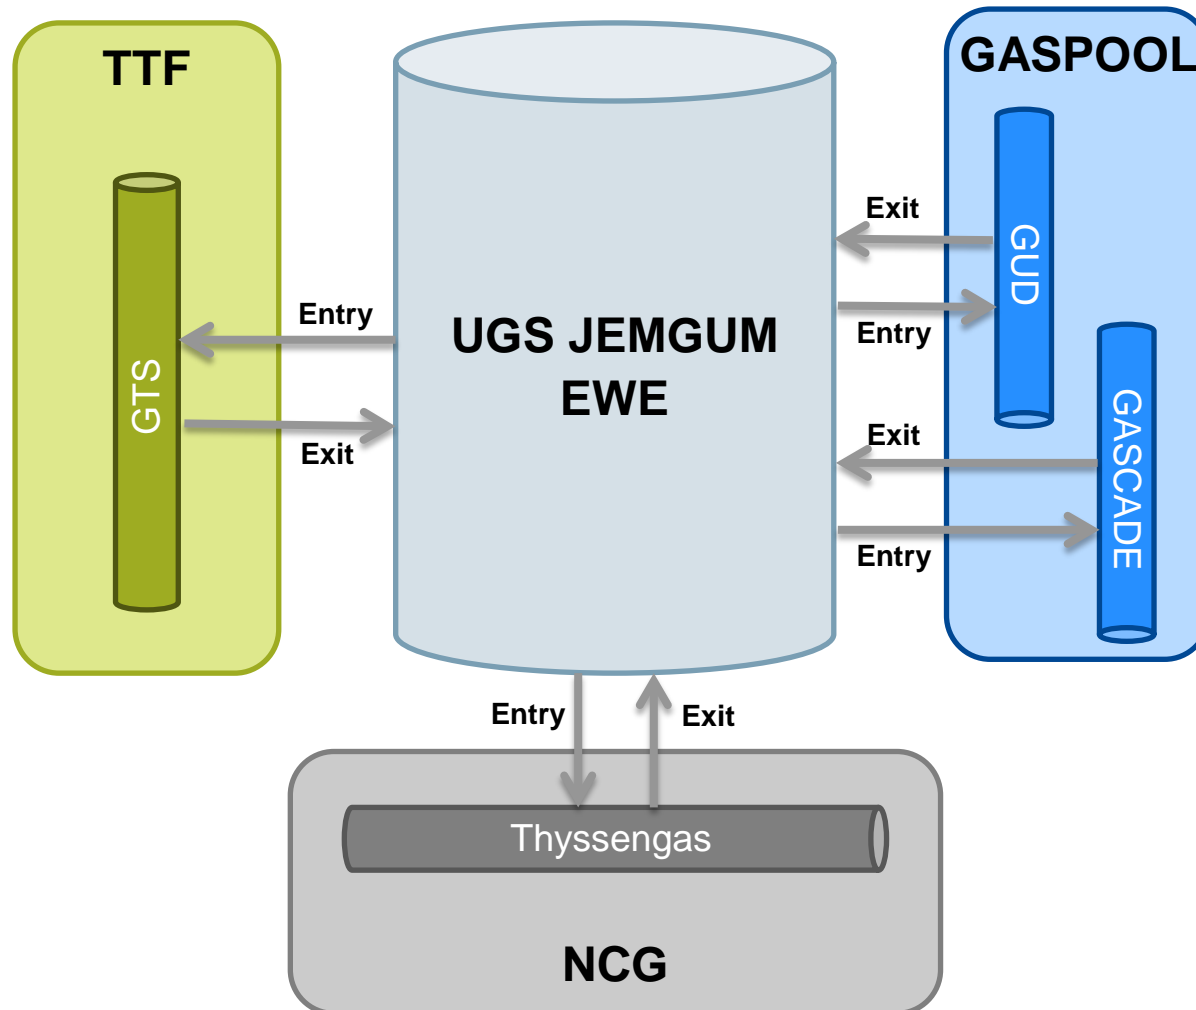 TTF
GTS
Entry
Exit
UGS JEMGUM
EWE
GASPOOL
Exit
GUD
Entry
Exit
GASCADE
Entry
Entry
Exit
Thyssengas
NCG